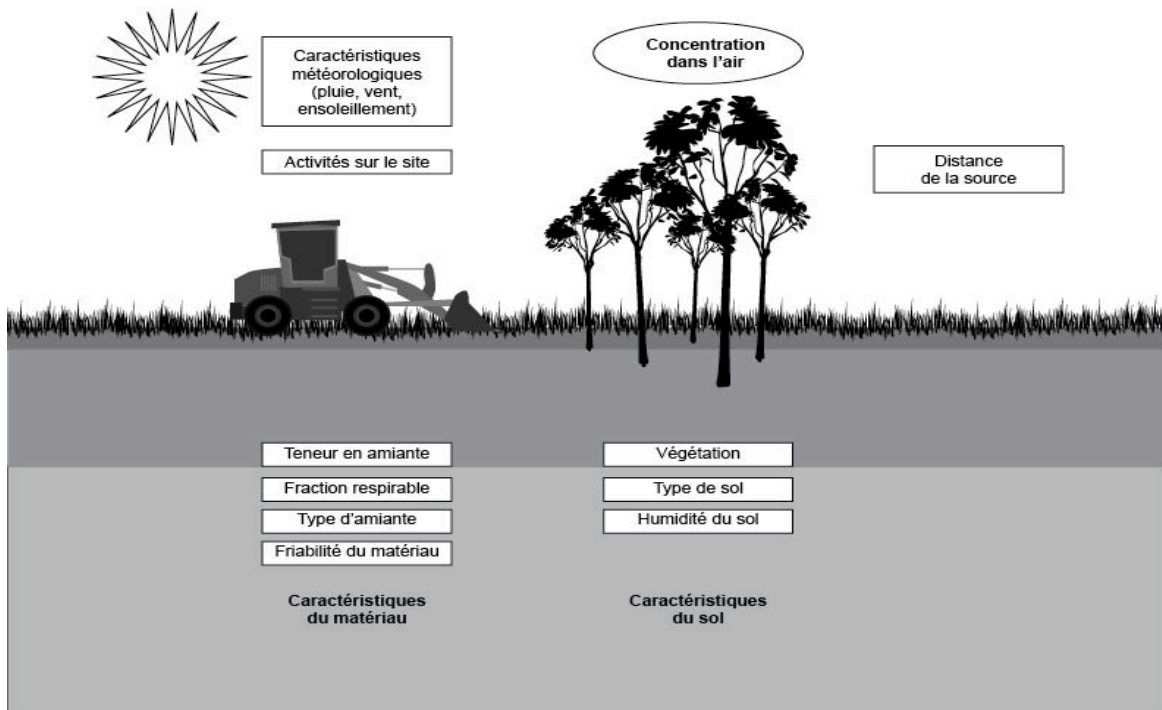 Caractéristiques
météorologiques
(pluie, vent,
ensoleillement)
Activités sur le site
Concentration
dans l'air
Distance
de la source
Teneur en amiante
Fraction respirable
Type d'amiante
Friabilité du matériau
Caractéristiques
du matériau
Végétation
Type de sol
Humidité du sol
Caractéristiques
du sol